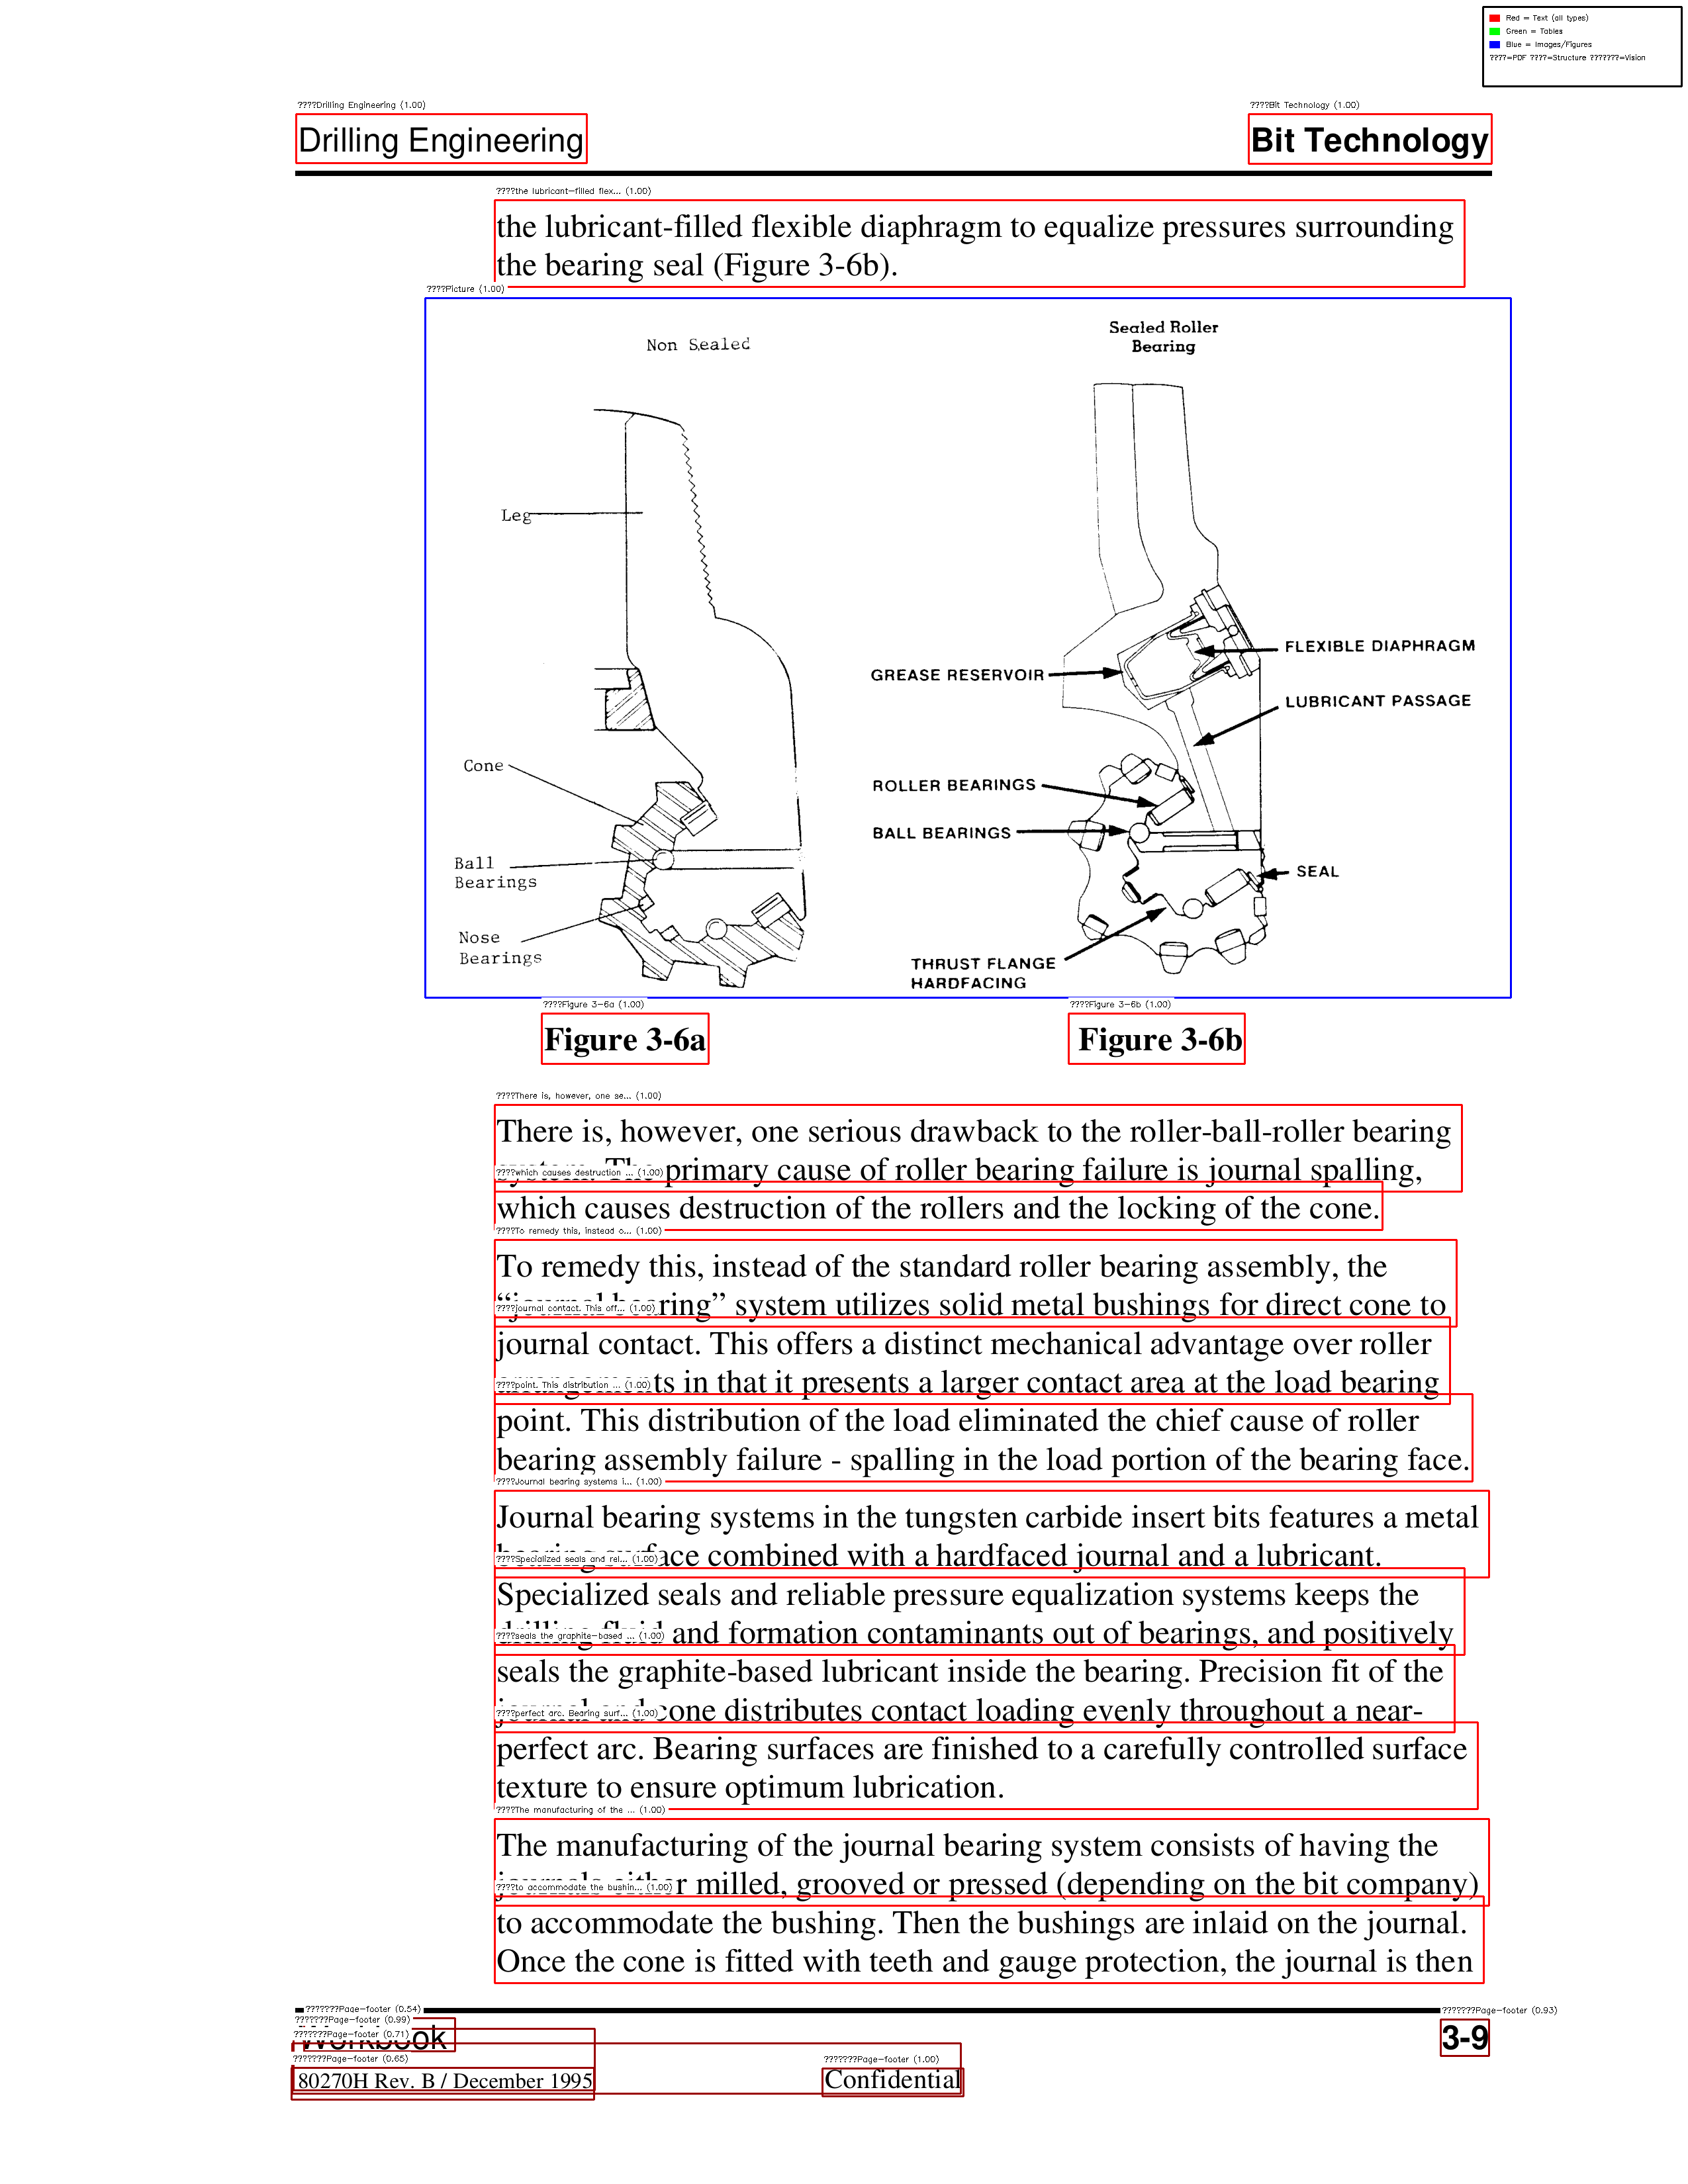 Red = Text (all types)
Green = Tables
Blue = Images/Figures
????=PDF ????=Structure ???????=Vision
????Drilling Engineering (1.00)
????Bit Technology (1.00)
Drilling Engineering
Bit Technology
????the lubricant-filled flex... (1.00)
the lubricant-filled flexible diaphragm to equalize pressures surrounding
the bearing seal (Figure 3-6b).
????Picture (1.00)
Non Sealed
Leg
Cone
Ball
Bearings
Nose
Bearings
Sealed Roller
Bearing
FLEXIBLE DIAPHRAGM
GREASE RESERVOIR
LUBRICANT PASSAGE
ROLLER BEARINGS
BALL BEARINGS
SEAL
THRUST FLANGE
HARDFACING
????Figure 3-6a (1.00)
????Figure 3-6b (1.00)
Figure 3-6a
Figure 3-6b
????There is, however, one se... (1.00)
There is, however, one serious drawback to the roller-ball-roller bearing
????which causes destruction ... (1.00)
The primary cause of roller bearing failure is journal spalling,
which causes destruction of the rollers and the locking of the cone.
????To remedy this, instead o... (1.00)
To remedy this, instead of the standard roller bearing assembly, the
????journal contact. This off... (1.00)
“journal bearing” system utilizes solid metal bushings for direct cone to
journal contact. This offers a distinct mechanical advantage over roller
????point. This distribution ... (1.00)
in that it presents a larger contact area at the load bearing
point. This distribution of the load eliminated the chief cause of roller
bearing assembly failure - spalling in the load portion of the bearing face.
????Journal bearing systems i... (1.00)
Journal bearing systems in the tungsten carbide insert bits features a metal
????Specialized seals and rel... (1.00)
bearing surface combined with a hardfaced journal and a lubricant.
Specialized seals and reliable pressure equalization systems keeps the
????seals the graphite-based ... (1.00)
drilling fluid and formation contaminants out of bearings, and positively
seals the graphite-based lubricant inside the bearing. Precision fit of the
????perfect arc. Bearing surf... (1.00)
journal and cone distributes contact loading evenly throughout a near-
perfect arc. Bearing surfaces are finished to a carefully controlled surface
texture to ensure optimum lubrication.
????The manufacturing of the ... (1.00)
The manufacturing of the journal bearing system consists of having the
????to accommodate the bushin... (1.00)
journals either milled, grooved or pressed (depending on the bit company)
to accommodate the bushing. Then the bushings are inlaid on the journal.
Once the cone is fitted with teeth and gauge protection, the journal is then
???????Page-footer (0.54)
???????Page-footer (0.93)
???????Page-footer (0.99)
???????Page-footer (0.71)
Workbook
3-9
???????Page-footer (0.65)
???????Page-footer (1.00)
80270H Rev. B / December 1995
Confidential